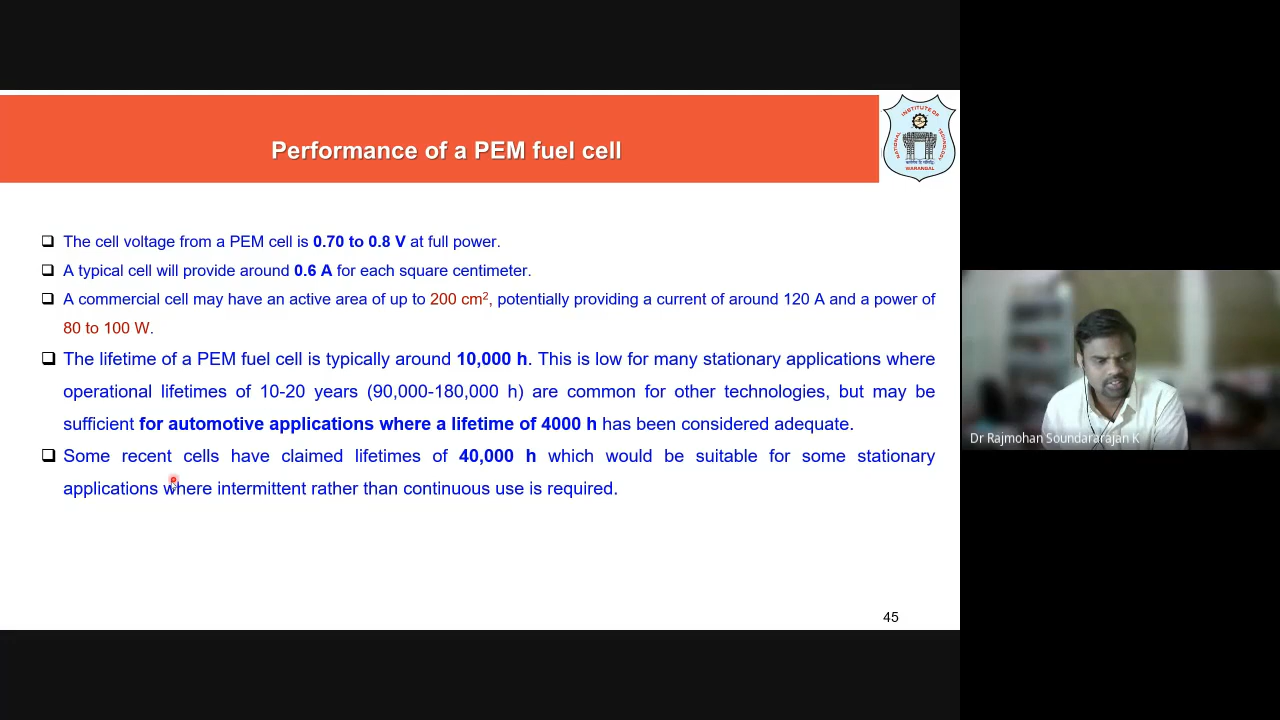 Performance of a PEM fuel cell
NATIONAL INSTITUTE OF TECHNOLOGY
WARANGAL
The cell voltage from a PEM cell is 0.70 to 0.8 V at full power.
A typical cell will provide around 0.6 A for each square centimeter.
A commercial cell may have an active area of up to 200 cm², potentially providing a current of around 120 A and a power of
80 to 100 W.
The lifetime of a PEM fuel cell is typically around 10,000 h. This is low for many stationary applications where
operational lifetimes of 10-20 years (90,000-180,000 h) are common for other technologies, but may be
sufficient for automotive applications where a lifetime of 4000 h has been considered adequate.
Some recent cells have claimed lifetimes of 40,000 h which would be suitable for some stationary
applications where intermittent rather than continuous use is required.
45
Dr Rajmohan Soundararajan K